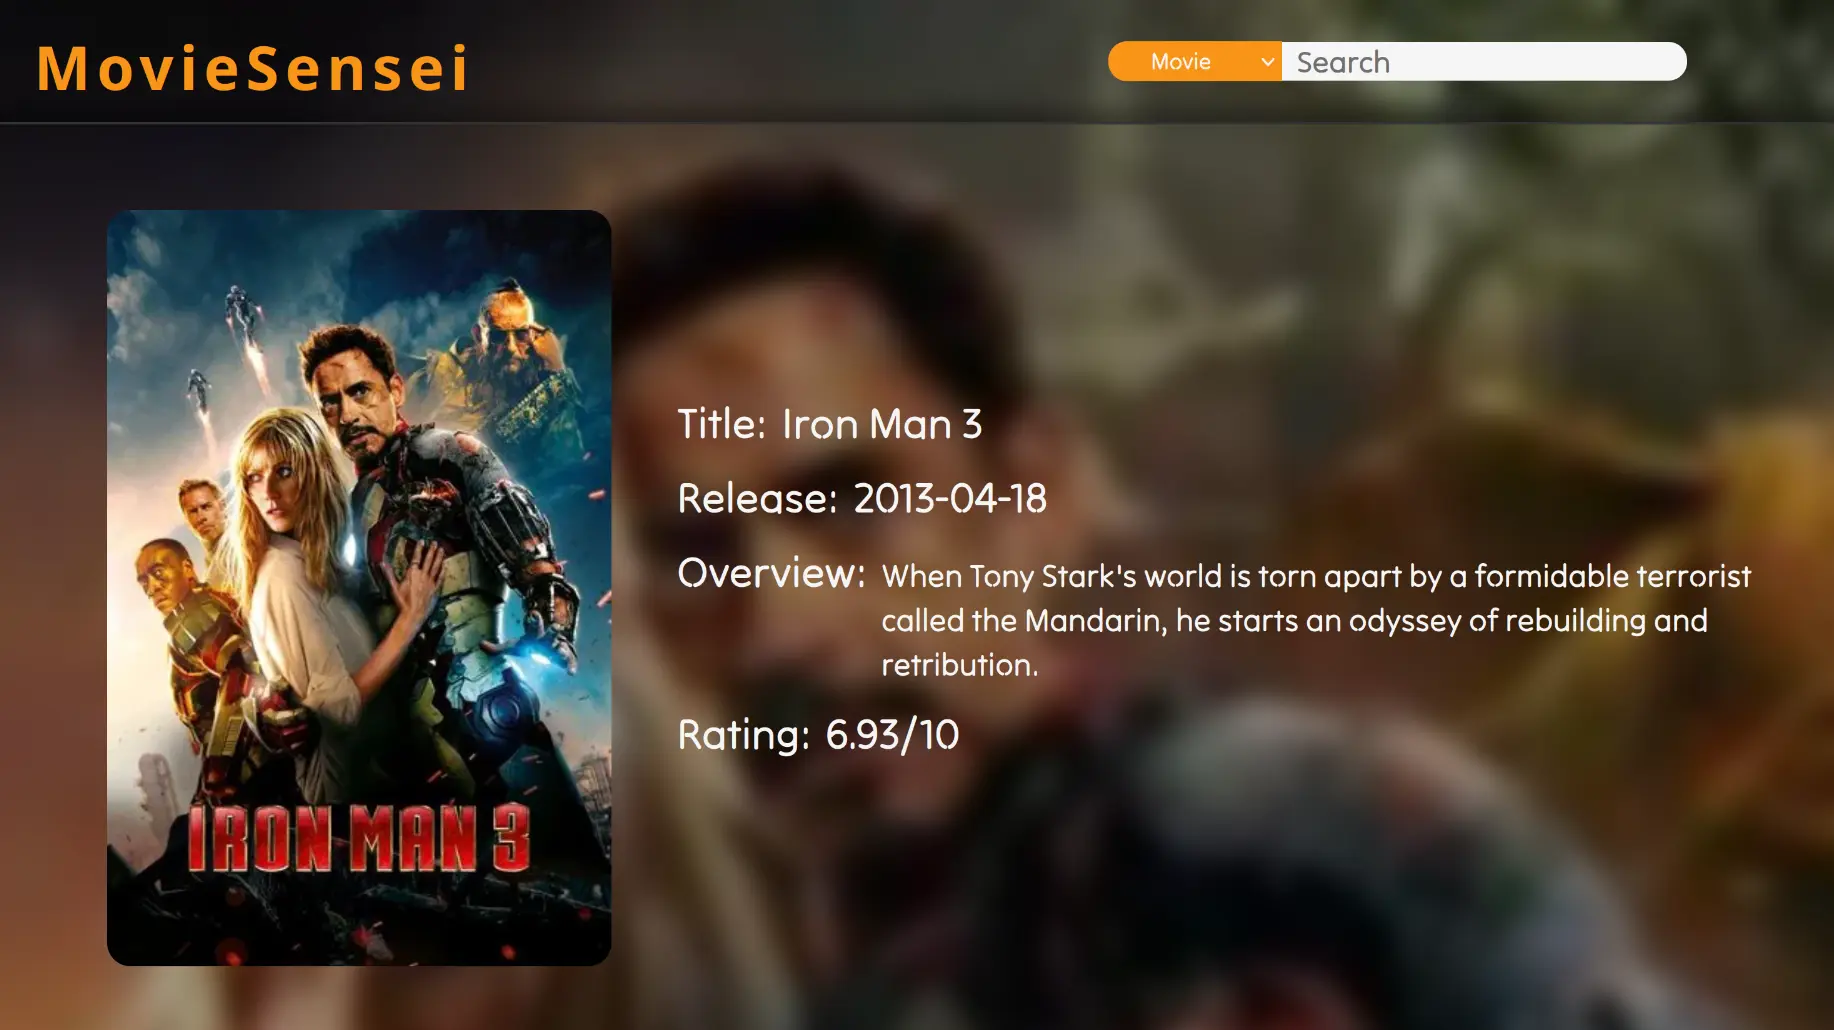 MovieSensei
Movie
Search
Title: Iron Man 3
Release: 2013-04-18
Overview: When Tony Stark's world is torn apart by a formidable terrorist
called the Mandarin, he starts an odyssey of rebuilding and
retribution.
Rating: 6.93/10
IRON MAN 3